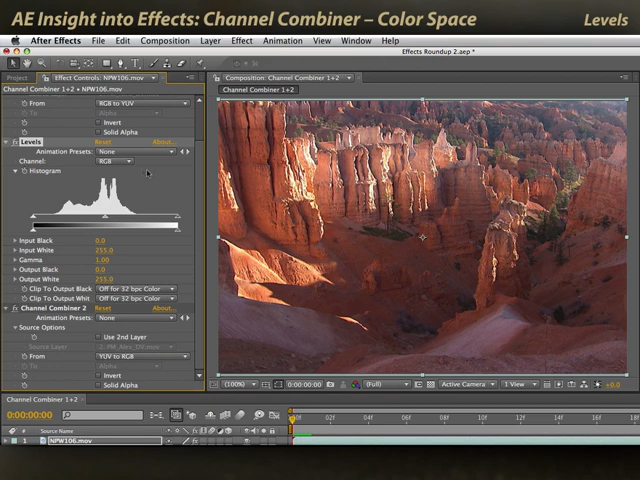 AE Insight into Effects: Channel Combiner – Color Space
Levels
After Effects File Edit Composition Layer Effect Animation View Window Help
Effects Roundup 2.aep *
Project Effect Controls: NPW106.mov Composition: Channel Combiner 1+2
Channel Combiner 1+2 • NPW106.mov
Channel Combiner 1+2
From RGB to YUV
To: Alpha
Invert
Solid Alpha
Levels Reset About...
Animation Presets: None
Channel: RGB
Histogram
Input Black 0.0
Input White 255.0
Gamma 1.00
Output Black 0.0
Output White 255.0
Clip To Output Black Off for 32 bpc Color
Clip To Output Whit Off for 32 bpc Color
Channel Combiner 2 Reset About...
Animation Presets: None
Source Options
Use 2nd Layer
From YUV to RGB
To: Alpha
Invert
Solid Alpha
(100%) 0:00:00:00 (Full) Active Camera 1 View +0.0
Channel Combiner 1+2
0:00:00:00
00f 02f 04f 06f 08f 10f 12f 14f 16f 18f
# Source Name
1 NPW106.mov